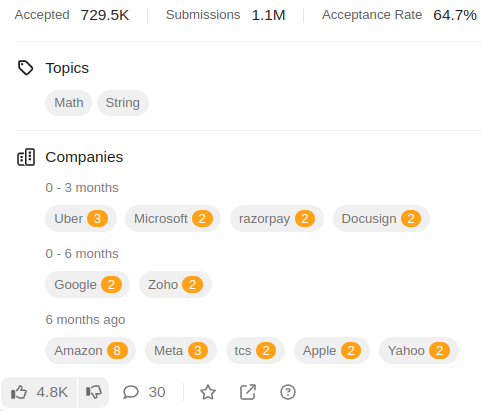 Accepted 729.5K Submissions 1.1M Acceptance Rate 64.7%
Topics
Math String
Companies
0 - 3 months
Uber 3 Microsoft 2 razorpay 2 Docusign 2
0 - 6 months
Google 2 Zoho 2
6 months ago
Amazon 8 Meta 3 tcs 2 Apple 2 Yahoo 2
4.8K 30